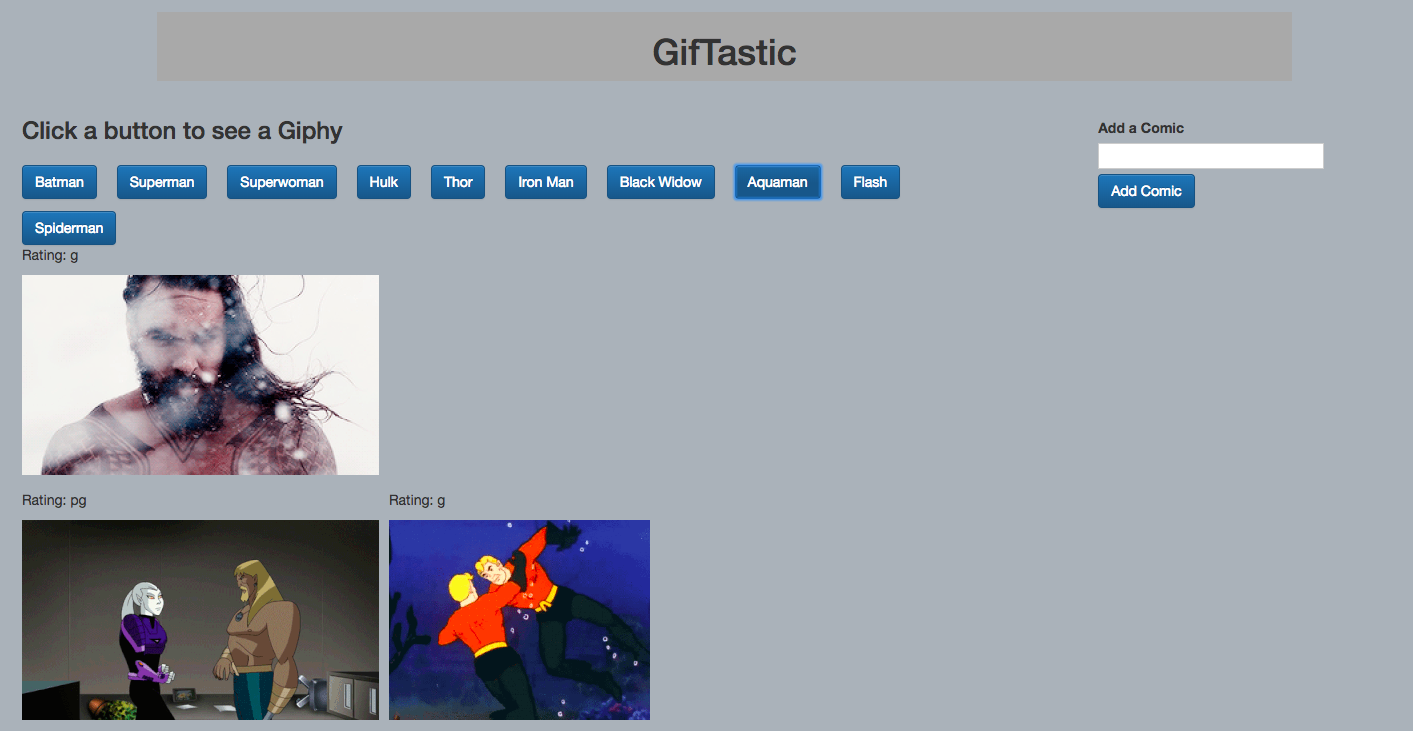 GifTastic
Click a button to see a Giphy
Batman Superman Superwoman Hulk Thor Iron Man Black Widow Aquaman Flash
Spiderman
Add a Comic
Add Comic
Rating: g
Rating: pg
Rating: g